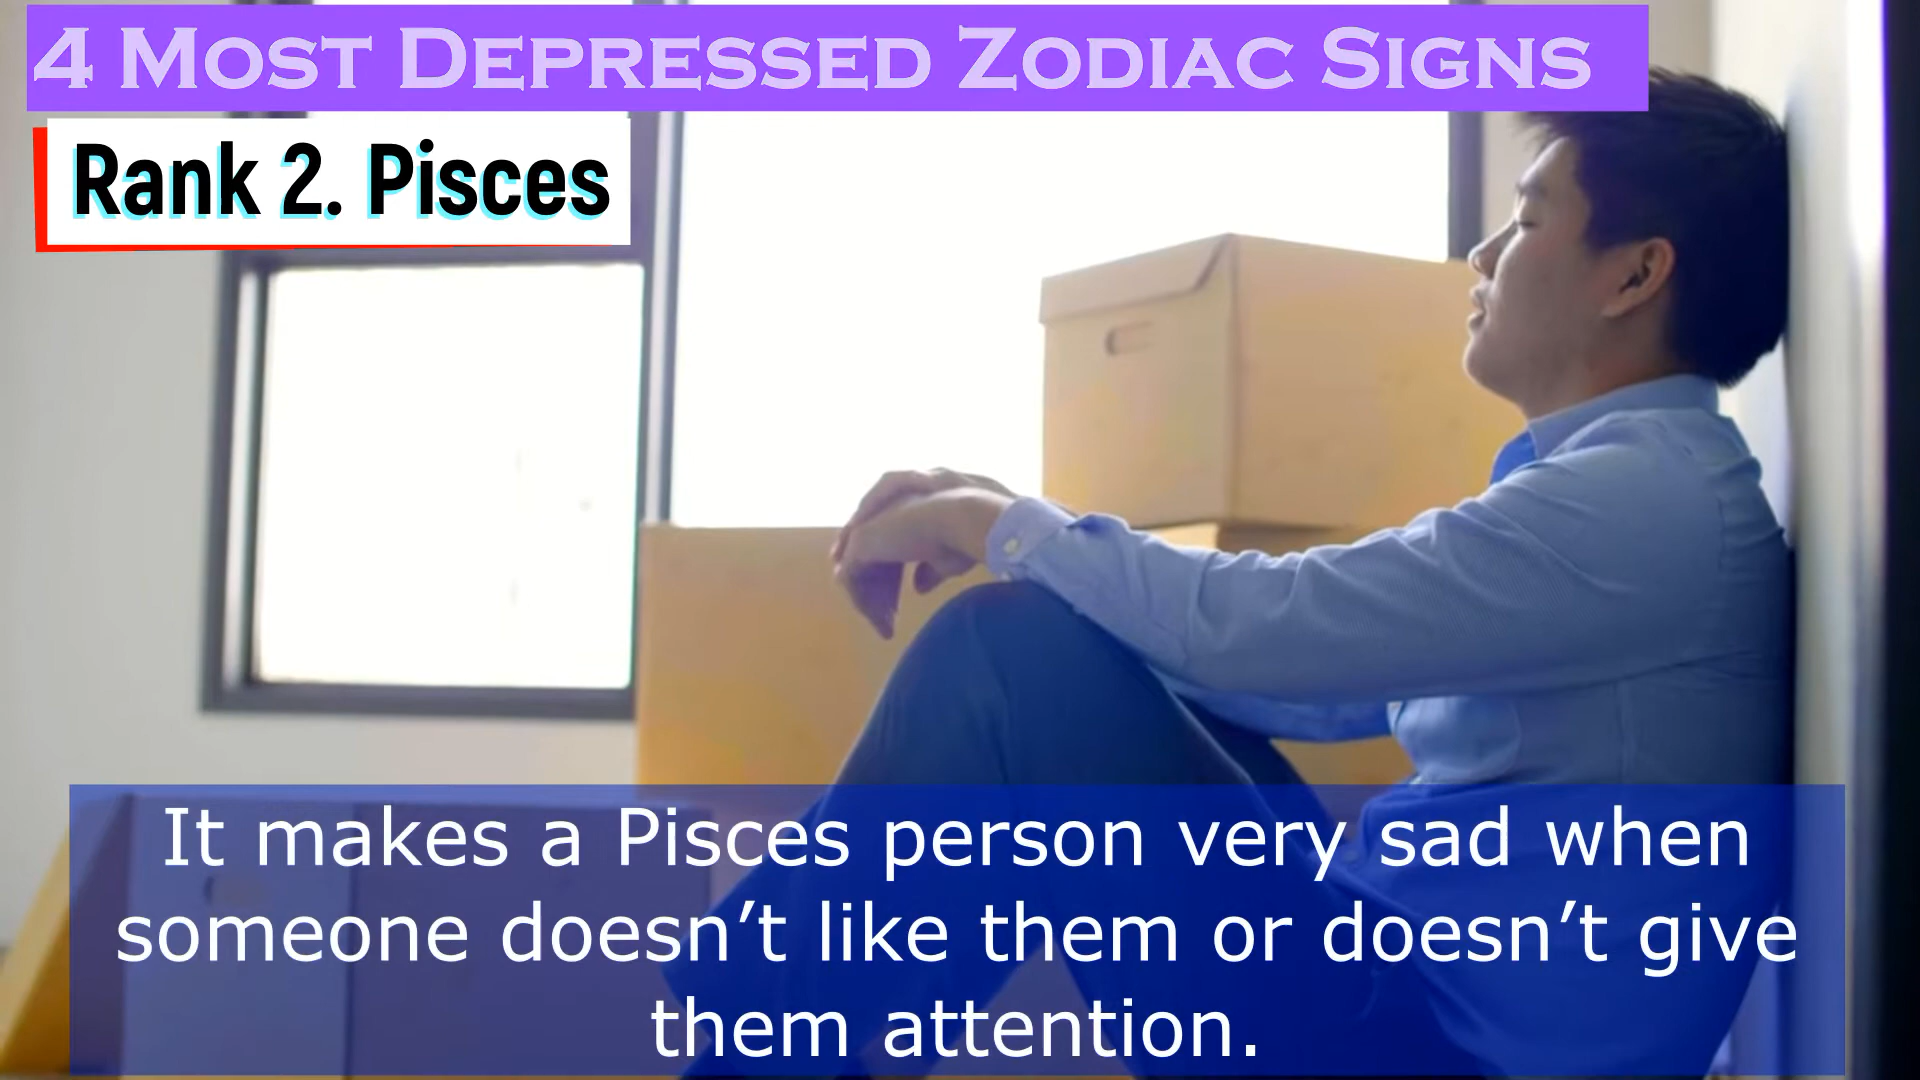 4 Most Depressed Zodiac Signs
Rank 2. Pisces
It makes a Pisces person very sad when
someone doesn’t like them or doesn’t give
them attention.